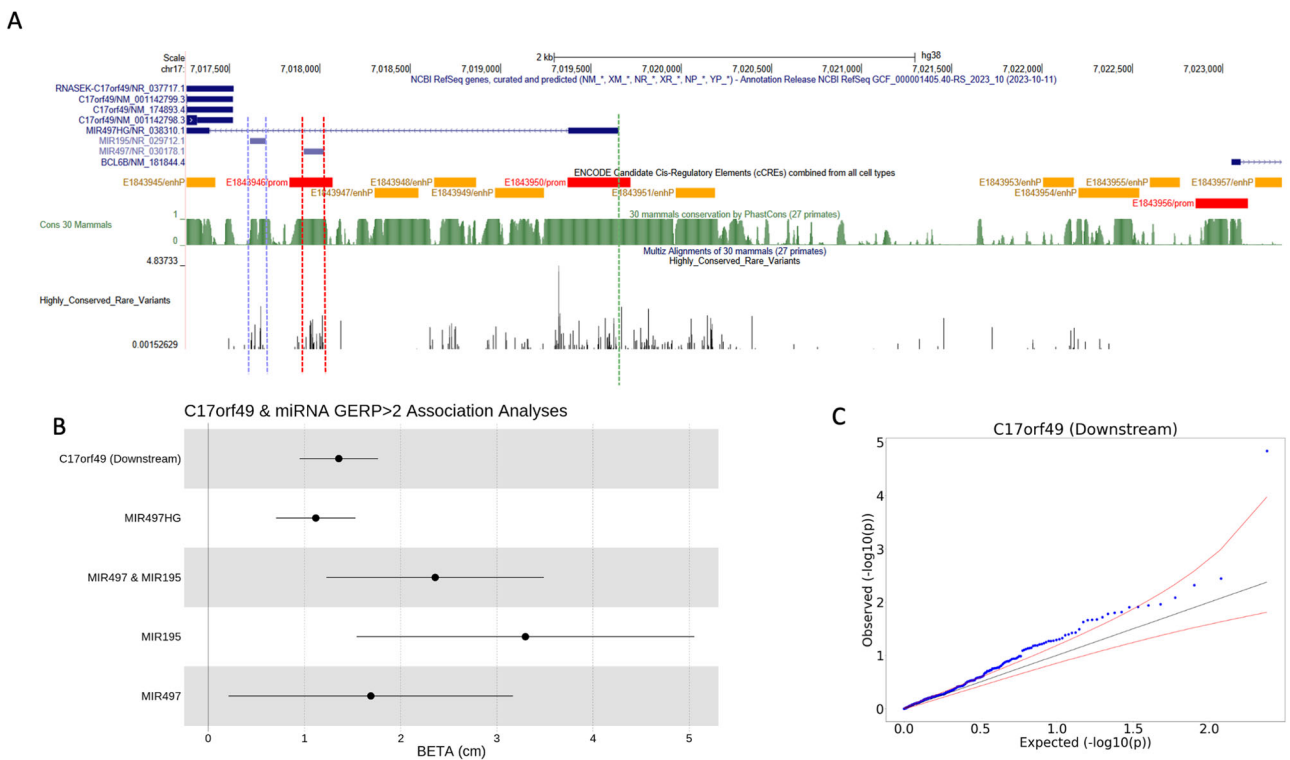 A
Scale
2 kb
hg38
chr17:
7,017,500
7,018,000
7,018,500
7,019,000
7,019,500
7,020,000
7,020,500
7,021,000
7,021,500
7,022,000
7,022,500
7,023,000
NCBI RefSeq genes, curated and predicted (NM_*, XM_*, NR_*, XR_*, NP_*, YP_*) - Annotation Release NCBI RefSeq GCF_000001405.40-RS_2023_10 (2023-10-11)
RNASEK-C17orf49/NR_037717.1
C17orf49/NM_001142799.3
C17orf49/NM_174893.4
C17orf49/NM_001142798.3
MIR497HG/NR_038310.1
MIR195/NR_029712.1
MIR497/NR_030178.1
BCL6B/NM_181844.4
ENCODE Candidate Cis-Regulatory Elements (cCREs) combined from all cell types
E1843945/enhP
E1843946/prom
E1843948/enhP
E1843950/prom
E1843953/enhP
E1843955/enhP
E1843957/enhP
E1843947/enhP
E1843949/enhP
E1843951/enhP
E1843954/enhP
E1843956/prom
1
30 mammals conservation by PhastCons (27 primates)
Cons 30 Mammals
0
Multiz Alignments of 30 mammals (27 primates)
4.83733
Highly_Conserved_Rare_Variants
Highly_Conserved_Rare_Variants
0.00152629
B
C17orf49 & miRNA GERP>2 Association Analyses
C17orf49 (Downstream)
MIR497HG
MIR497 & MIR195
MIR195
MIR497
0 1 2 3 4 5
BETA (cm)
C
C17orf49 (Downstream)
Observed (-log10(p))
5
4
3
2
1
0
0.0 0.5 1.0 1.5 2.0
Expected (-log10(p))